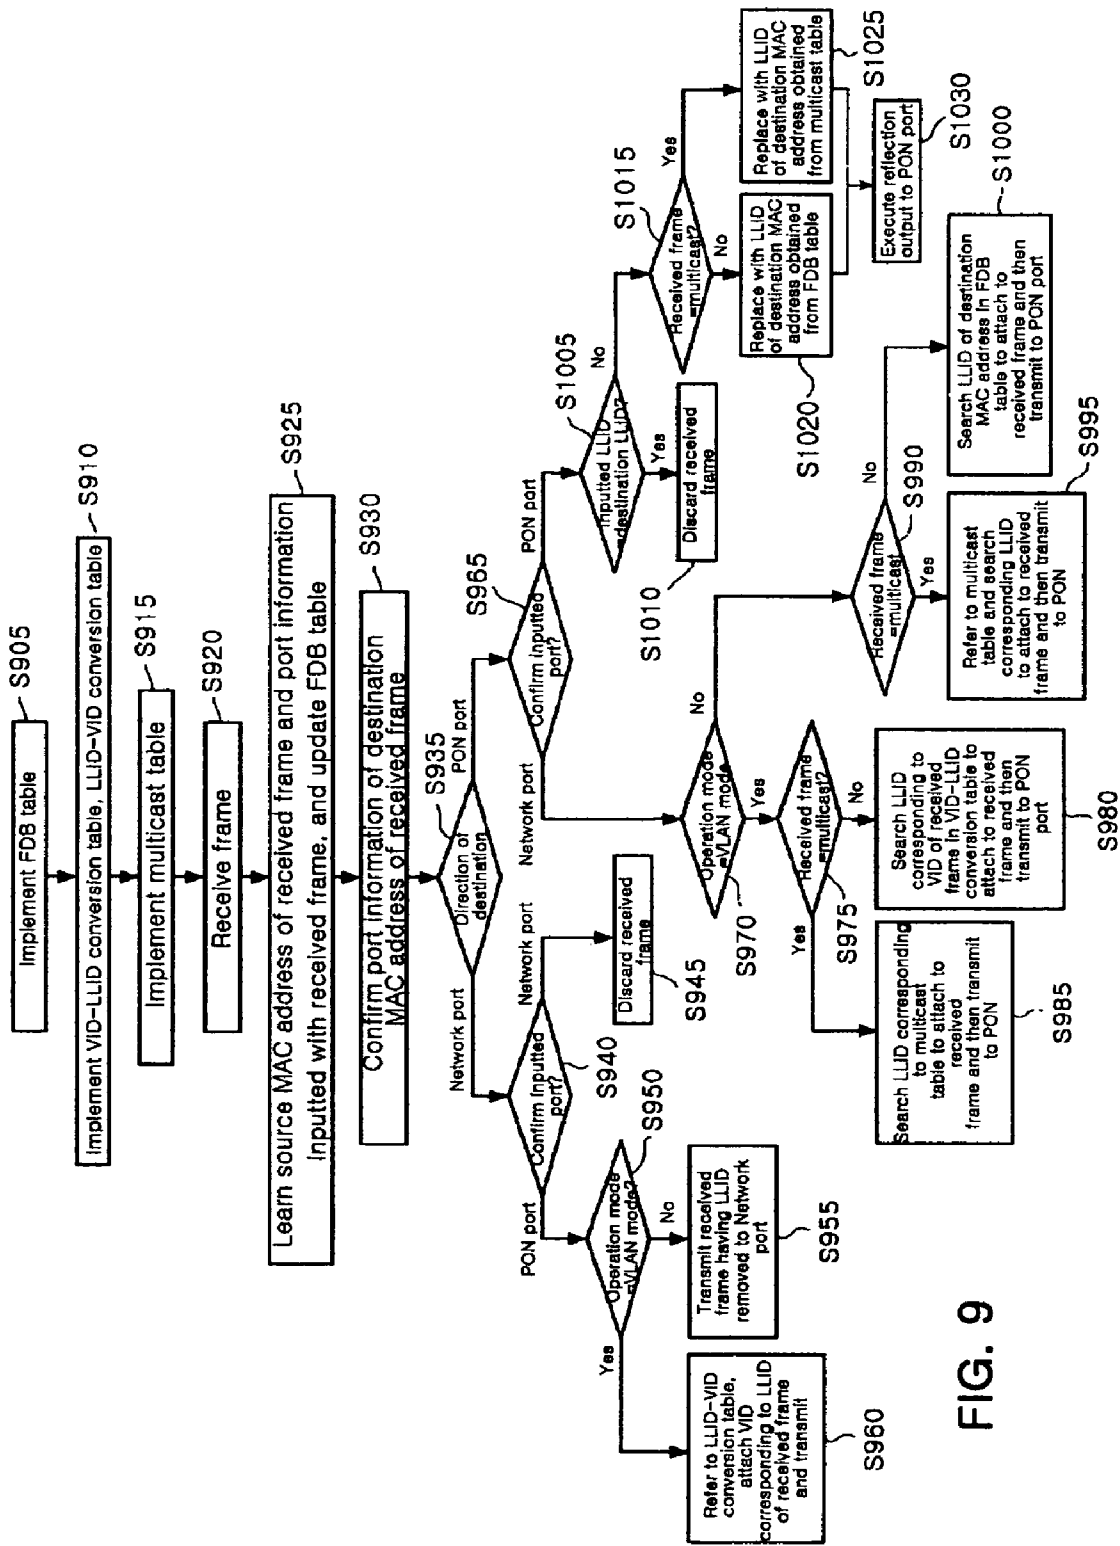 Implement FDB table
S905
Implement VID-LLID conversion table, LLID-VID conversion table
S910
Implement multicast table
S915
Receive frame
S920
Learn source MAC address of received frame and port information
Inputted with received frame, and update FDB table
S925
Confirm port information of destination
MAC address of received frame
S930
Direction of
destination
S935
Network port
PON port
Confirm Inputted
port?
S940
PON port
Network port
Discard received
frame
S945
Operation mode
=VLAN mode?
S950
Yes
No
Refer to LLID-VID
conversion table,
attach VID
corresponding to LLID
of received frame
and transmit
S960
Transmit received
frame having LLID
removed to Network
port
S955
Confirm Inputted
port?
S965
Network port
PON port
Operation mode
=VLAN mode
S970
Yes
No
Received frame
=multicast?
S975
Yes
No
Search LLID corresponding
to multicast
table to attach to
received
frame and then transmit
to PON
S985
Search LLID
corresponding to
VID of received
frame in VID-LLID
conversion table to
attach to received
frame and then
transmit to PON
port
S980
Received frame
=multicast
S990
Yes
No
Refer to multicast
table and search
corresponding LLID
to attach to received
frame and then transmit
to PON
S995
Search LLID of destination
MAC address in FDB
table to attach to
received frame and then
transmit to PON port
S1000
Inputted LLID
=destination LLID?
S1005
Yes
No
Discard received
frame
S1010
Received frame
=multicast?
S1015
Yes
No
Replace with LLID
of destination MAC
address obtained
from FDB table
S1020
Replace with LLID
of destination MAC
address obtained
from multicast table
S1025
Execute reflection
output to PON port
S1030
FIG. 9